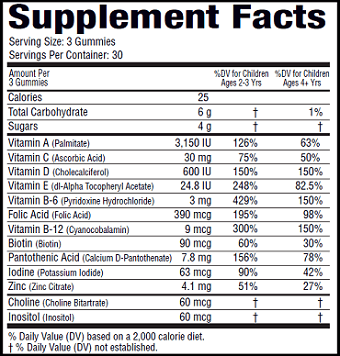 Supplement Facts
Serving Size: 3 Gummies
Servings Per Container: 30
Amount Per 3 Gummies %DV for Children Ages 2-3 Yrs %DV for Children Ages 4+ Yrs
Calories 25
Total Carbohydrate 6 g † 1%
Sugars 4 g † †
Vitamin A (Palmitate) 3,150 IU 126% 63%
Vitamin C (Ascorbic Acid) 30 mg 75% 50%
Vitamin D (Cholecalciferol) 600 IU 150% 150%
Vitamin E (dl-Alpha Tocopheryl Acetate) 24.8 IU 248% 82.5%
Vitamin B-6 (Pyridoxine Hydrochloride) 3 mg 429% 150%
Folic Acid (Folic Acid) 390 mcg 195% 98%
Vitamin B-12 (Cyanocobalamin) 9 mcg 300% 150%
Biotin (Biotin) 90 mcg 60% 30%
Pantothenic Acid (Calcium D-Pantothenate) 7.8 mg 156% 78%
Iodine (Potassium Iodide) 63 mcg 90% 42%
Zinc (Zinc Citrate) 4.1 mg 51% 27%
Choline (Choline Bitartrate) 60 mcg † †
Inositol (Inositol) 60 mcg † †
% Daily Value (DV) based on a 2,000 calorie diet.
† % Daily Value (DV) not established.